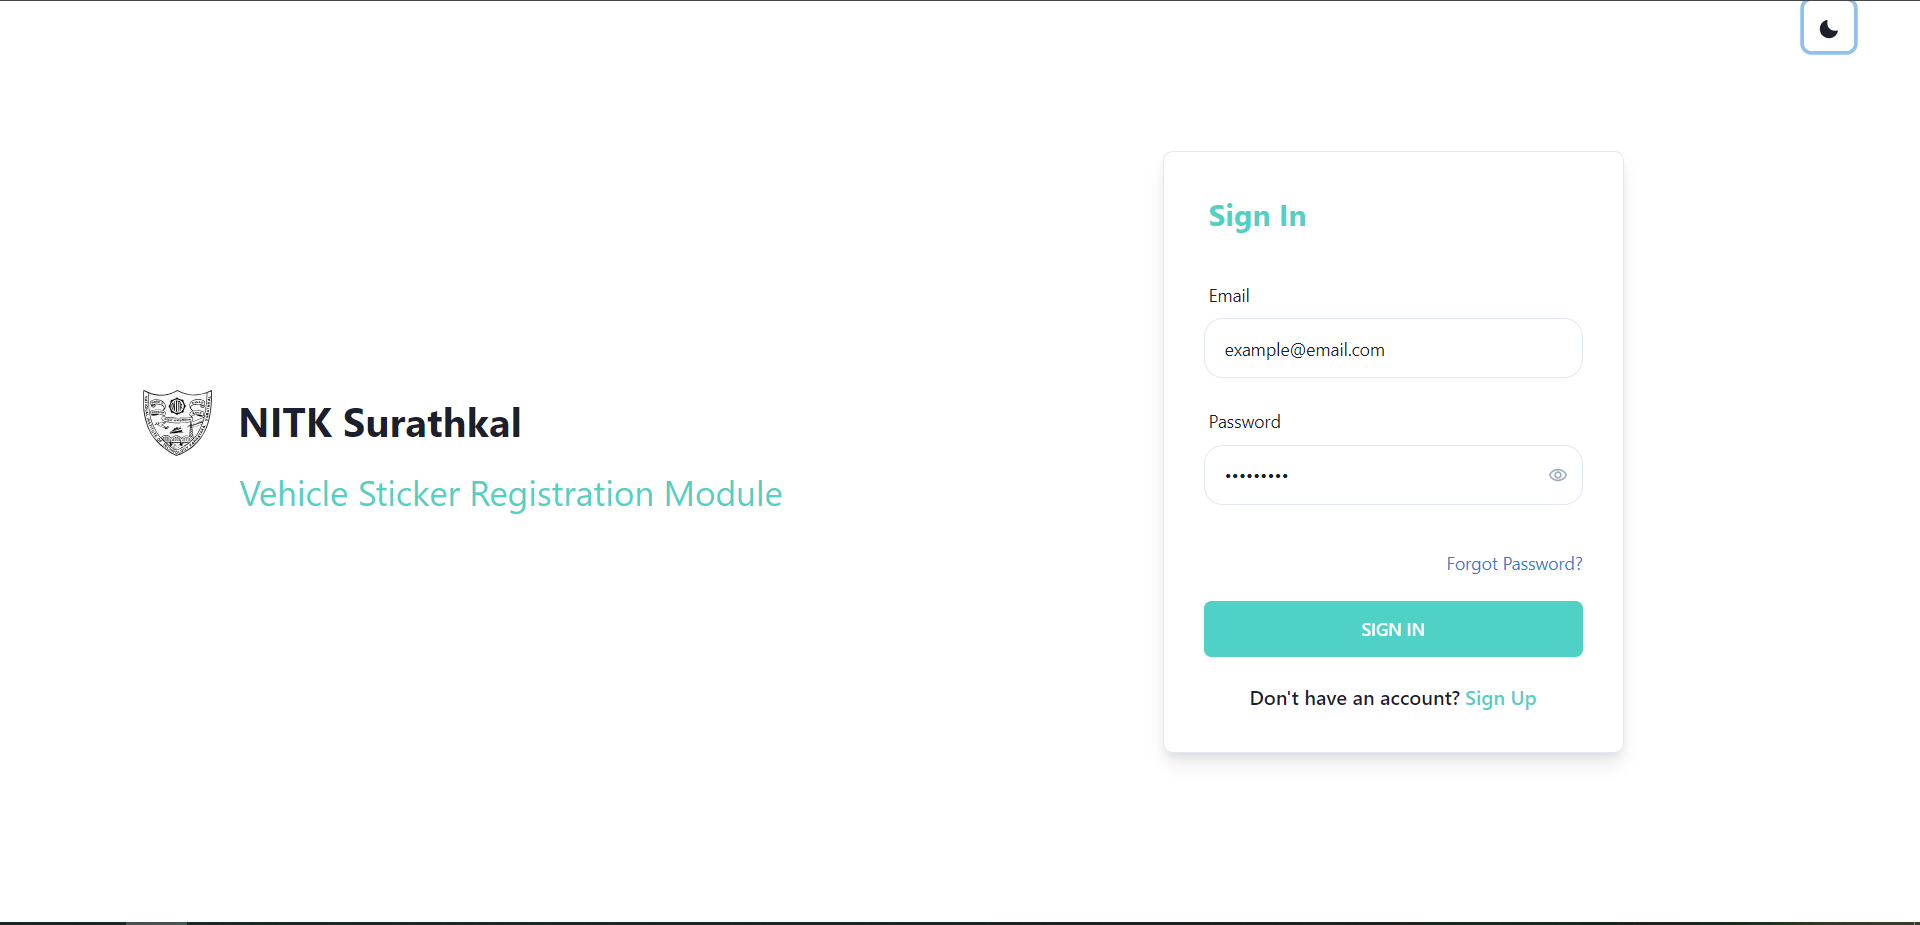 NITK Surathkal
Vehicle Sticker Registration Module
Sign In
Email
example@email.com
Password
•••••••••
Forgot Password?
SIGN IN
Don't have an account? Sign Up